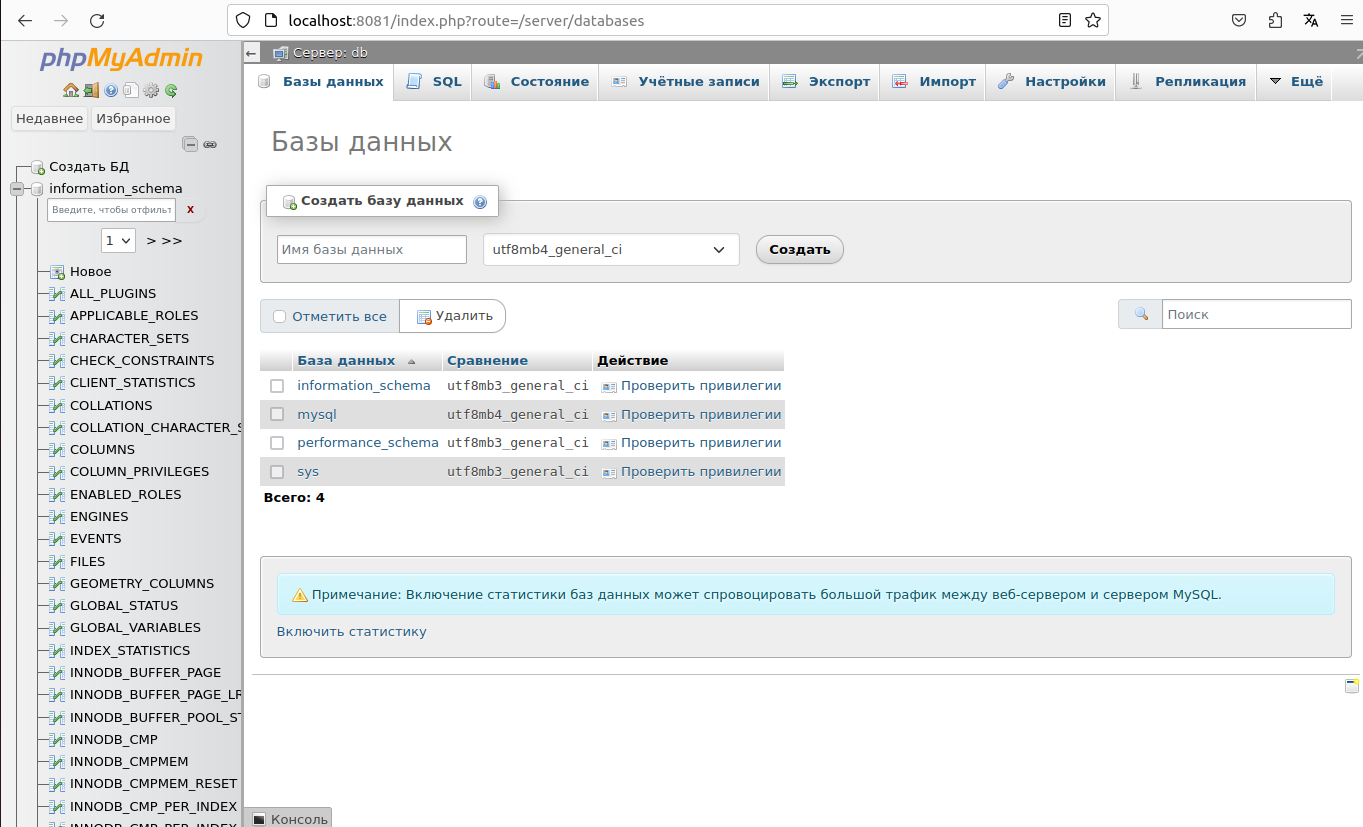 localhost:8081/index.php?route=/server/databases
phpMyAdmin
Недавнее Избранное
Создать БД
information_schema
Введите, чтобы отфильт X
1 > >>
Новое
ALL_PLUGINS
APPLICABLE_ROLES
CHARACTER_SETS
CHECK_CONSTRAINTS
CLIENT_STATISTICS
COLLATIONS
COLLATION_CHARACTER_S
COLUMNS
COLUMN_PRIVILEGES
ENABLED_ROLES
ENGINES
EVENTS
FILES
GEOMETRY_COLUMNS
GLOBAL_STATUS
GLOBAL_VARIABLES
INDEX_STATISTICS
INNODB_BUFFER_PAGE
INNODB_BUFFER_PAGE_LR
INNODB_BUFFER_POOL_ST
INNODB_CMP
INNODB_CMPMEM
INNODB_CMPMEM_RESET
INNODB_CMP_PER_INDEX
INNODB_CMP_PER_INDEX
Сервер: db
Базы данных SQL Состояние Учётные записи Экспорт Импорт Настройки Репликация Ещё
Базы данных
Создать базу данных
Имя базы данных utf8mb4_general_ci Создать
Отметить все Удалить Поиск
База данных Сравнение Действие
information_schema utf8mb3_general_ci Проверить привилегии
mysql utf8mb4_general_ci Проверить привилегии
performance_schema utf8mb3_general_ci Проверить привилегии
sys utf8mb3_general_ci Проверить привилегии
Всего: 4
Примечание: Включение статистики баз данных может спровоцировать большой трафик между веб-сервером и сервером MySQL.
Включить статистику
Консоль